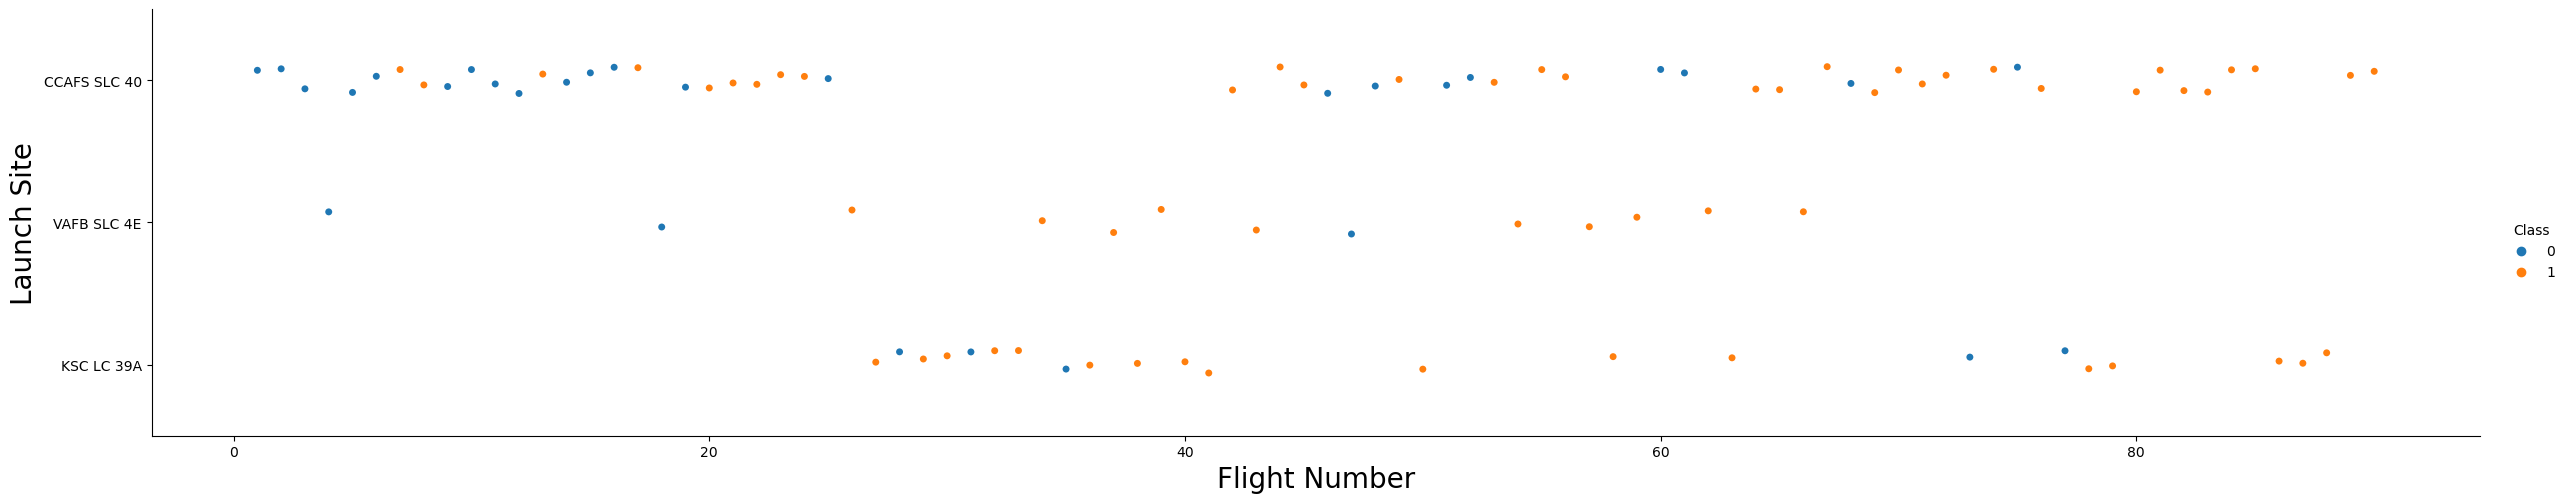 Launch Site
CCAFS SLC 40
VAFB SLC 4E
KSC LC 39A
0 20 40 60 80
Flight Number
Class
0
1